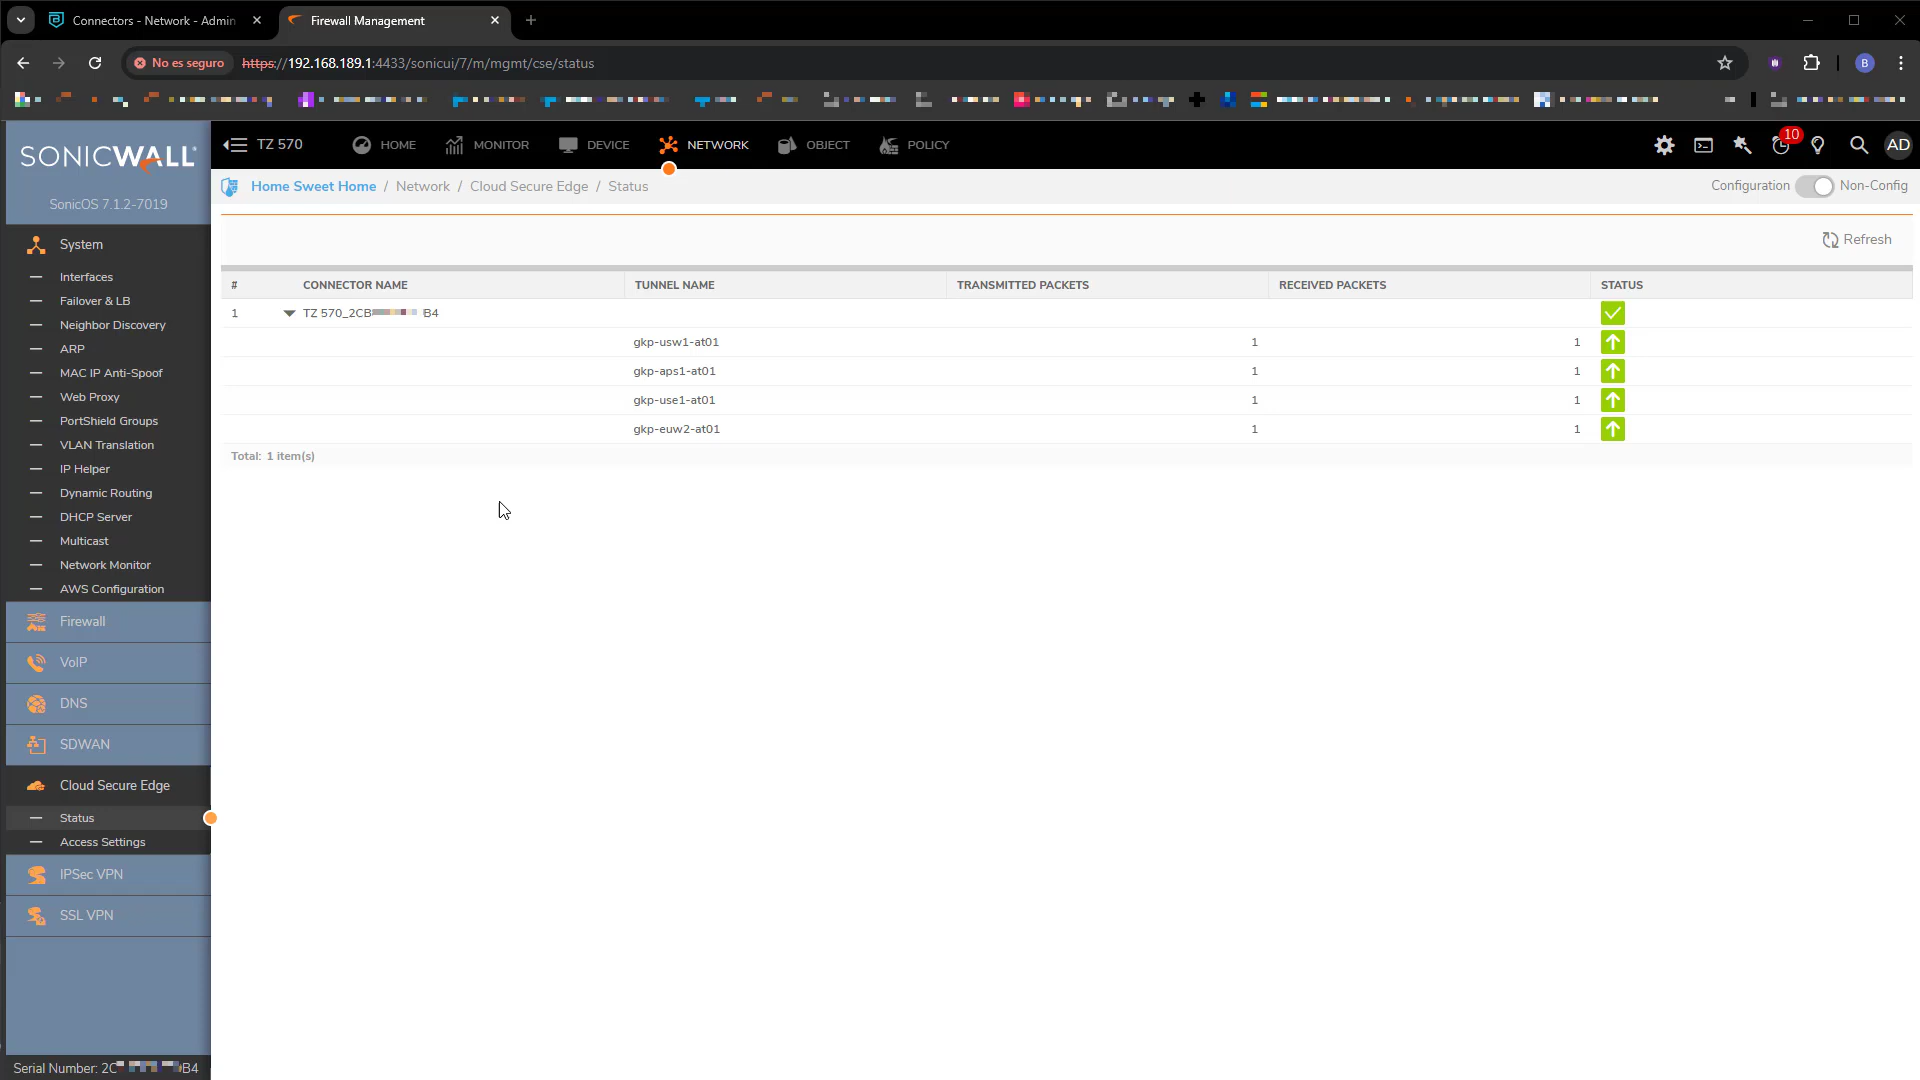 Connectors - Network - Admin
Firewall Management
No es seguro
https://192.168.189.1:4433/sonicui/7/m/mgmt/cse/status
B
SONICWALL
SonicOS 7.1.2-7019
TZ 570
HOME
MONITOR
DEVICE
NETWORK
OBJECT
POLICY
10
AD
Home Sweet Home / Network / Cloud Secure Edge / Status
Configuration
Non-Config
Refresh
System
Interfaces
Failover & LB
Neighbor Discovery
ARP
MAC IP Anti-Spoof
Web Proxy
PortShield Groups
VLAN Translation
IP Helper
Dynamic Routing
DHCP Server
Multicast
Network Monitor
AWS Configuration
Firewall
VoIP
DNS
SDWAN
Cloud Secure Edge
Status
Access Settings
IPSec VPN
SSL VPN
Serial Number: 2C B4
# CONNECTOR NAME TUNNEL NAME TRANSMITTED PACKETS RECEIVED PACKETS STATUS
1 TZ 570_2CB B4
gkp-usw1-at01 1 1
gkp-aps1-at01 1 1
gkp-use1-at01 1 1
gkp-euw2-at01 1 1
Total: 1 item(s)